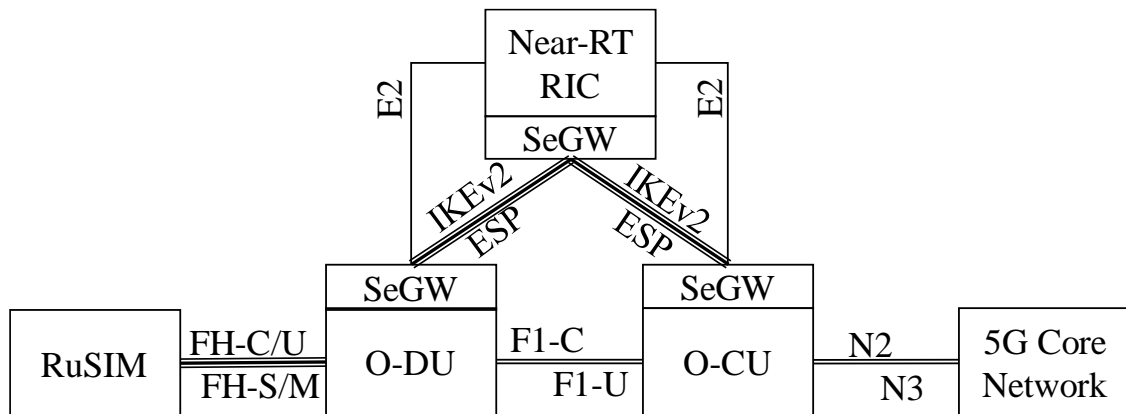 Near-RT
RIC
SeGW
E2
E2
IKEv2
ESP
IKEv2
ESP
SeGW
SeGW
RuSIM
FH-C/U
FH-S/M
O-DU
F1-C
F1-U
O-CU
N2
N3
5G Core
Network